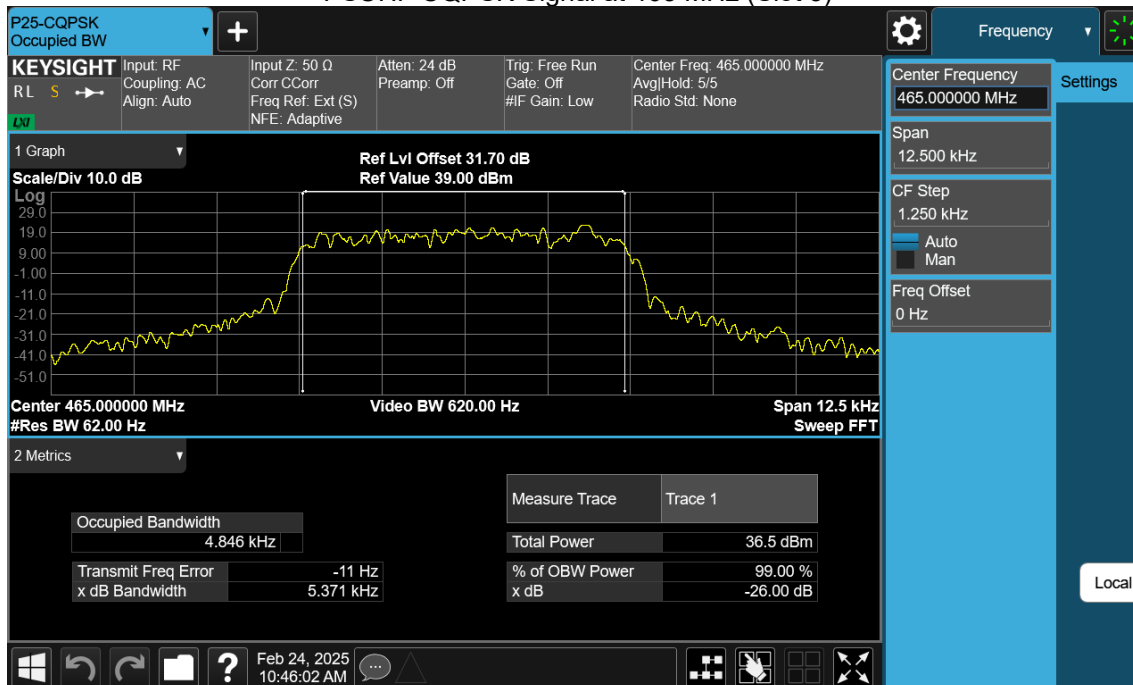 P25-CQPSK
Occupied BW
Frequency
KEYSIGHT
RL S
LXI
Input: RF
Coupling: AC
Align: Auto
Input Z: 50 Ω
Corr CCorr
Freq Ref: Ext (S)
NFE: Adaptive
Atten: 24 dB
Preamp: Off
Trig: Free Run
Gate: Off
#IF Gain: Low
Center Freq: 465.000000 MHz
Avg|Hold: 5/5
Radio Std: None
Center Frequency
465.000000 MHz
Settings
Span
12.500 kHz
CF Step
1.250 kHz
Auto
Man
Freq Offset
0 Hz
Local
1 Graph
Scale/Div 10.0 dB
Ref Lvl Offset 31.70 dB
Ref Value 39.00 dBm
Log
29.0
19.0
9.00
-1.00
-11.0
-21.0
-31.0
-41.0
-51.0
Center 465.000000 MHz
Video BW 620.00 Hz
Span 12.5 kHz
#Res BW 62.00 Hz
Sweep FFT
2 Metrics
Measure Trace Trace 1
Occupied Bandwidth
4.846 kHz
Total Power 36.5 dBm
Transmit Freq Error -11 Hz
% of OBW Power 99.00 %
x dB Bandwidth 5.371 kHz
x dB -26.00 dB
?
Feb 24, 2025
10:46:02 AM